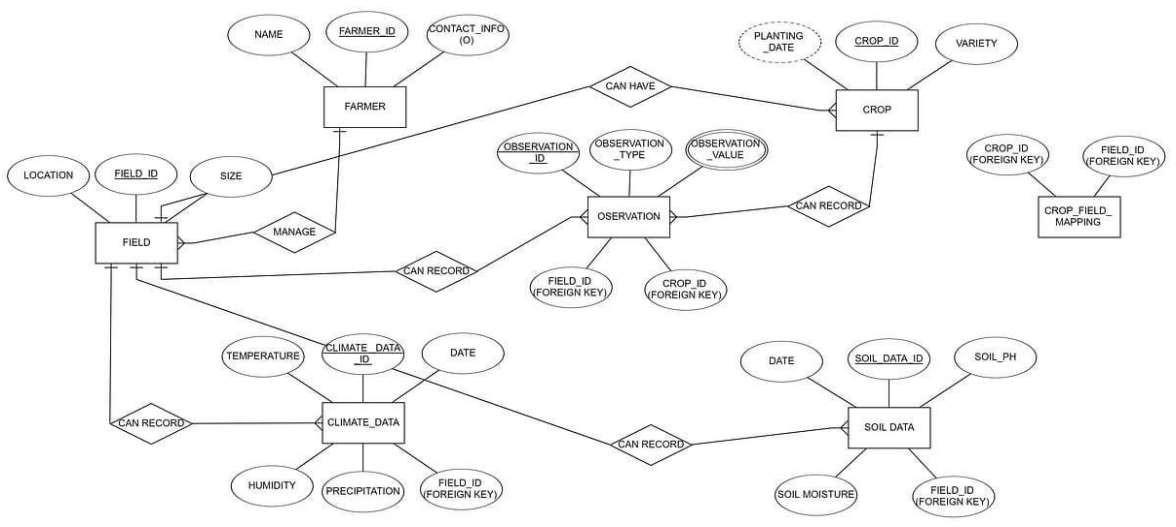 NAME
FARMER_ID
CONTACT_INFO
(O)
FARMER
PLANTING
_DATE
CROP_ID
VARIETY
CAN HAVE
CROP
LOCATION
FIELD_ID
SIZE
OBSERVATION
_ID
OBSERVATION
_TYPE
OBSERVATION
_VALUE
CROP_ID
(FOREIGN KEY)
FIELD_ID
(FOREIGN KEY)
FIELD
MANAGE
OSERVATION
CAN RECORD
CROP_FIELD_
MAPPING
CAN RECORD
FIELD_ID
(FOREIGN KEY)
CROP_ID
(FOREIGN KEY)
TEMPERATURE
CLIMATE_DATA
_ID
DATE
DATE
SOIL_DATA_ID
SOIL_PH
CAN RECORD
CLIMATE_DATA
CAN RECORD
SOIL DATA
HUMIDITY
PRECIPITATION
FIELD_ID
(FOREIGN KEY)
SOIL MOISTURE
FIELD_ID
(FOREIGN KEY)